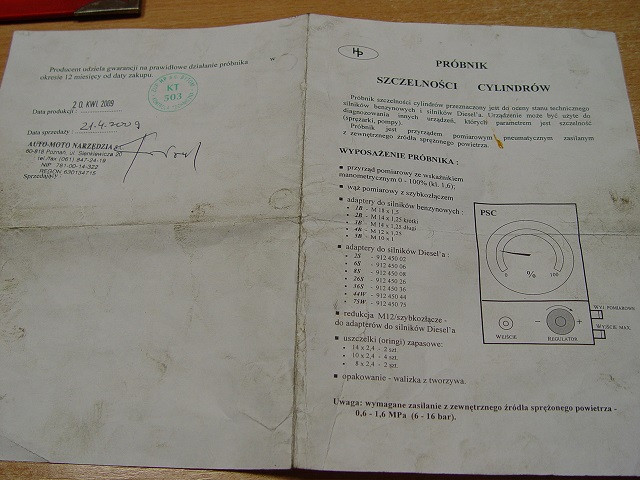 Producent udziela gwarancji na prawidłowe działanie próbnika w
okresie 12 miesięcy od daty zakupu.
KT
503
20. KWI. 2009
Data produkcji :
21.4.2009
Data sprzedaży :
AUTO-MOTO NARZĘDZIA
60-818 Poznań, ul. Sienkiewicza 20
tel./fax (061) 847-24-18
NIP 781-00-14-322
REGON 630134715
Sprzedający
HP
PRÓBNIK
SZCZELNOŚCI CYLINDRÓW
Próbnik szczelności cylindrów przeznaczony jest do oceny stanu technicznego
silników benzynowych i silników Diesel'a. Urządzenie może być użyte do
diagnozowania innych urządzeń, których parametrem jest szczelność
(sprężarki, pompy).
Próbnik jest przyrządem pomiarowym pneumatycznym zasilanym
z zewnętrznego źródła sprężonego powietrza.
WYPOSAŻENIE PRÓBNIKA :
■ przyrząd pomiarowy ze wskaźnikiem
manometrycznym 0 - 100% (kl. 1,6);
■ wąż pomiarowy z szybkozłączem
■ adaptery do silników benzynowych :
• 1B - M 18 x 1,5
• 2B - M 14 x 1,25 krótki
• 3B - M 14 x 1,25 długi
• 4B - M 12 x 1,25
• 5B - M 10 x 1
■ adaptery do silników Diesel'a :
• 2S - 912 450 02
• 6S - 912 450 06
• 8S - 912 450 08
• 26S - 912 450 26
• 36S - 912 450 36
• 44W - 912 450 44
• 75W - 912 450 75
■ redukcja M12/szybkozłącze -
do adapterów do silników Diesel'a
■ uszczelki (oringi) zapasowe:
• 14 x 2,4 - 2 szt.
• 10 x 2,4 - 4 szt.
• 8 x 2,4 - 2 szt.
■ opakowanie - walizka z tworzywa.
PSC
0 % 100
WEJŚCIE
- +
REGULATOR
WYJ. POMIAROWE
WYJŚCIE MAX.
Uwaga: wymagane zasilanie z zewnętrznego źródła sprężonego powietrza -
0,6 - 1,6 MPa (6 - 16 bar).